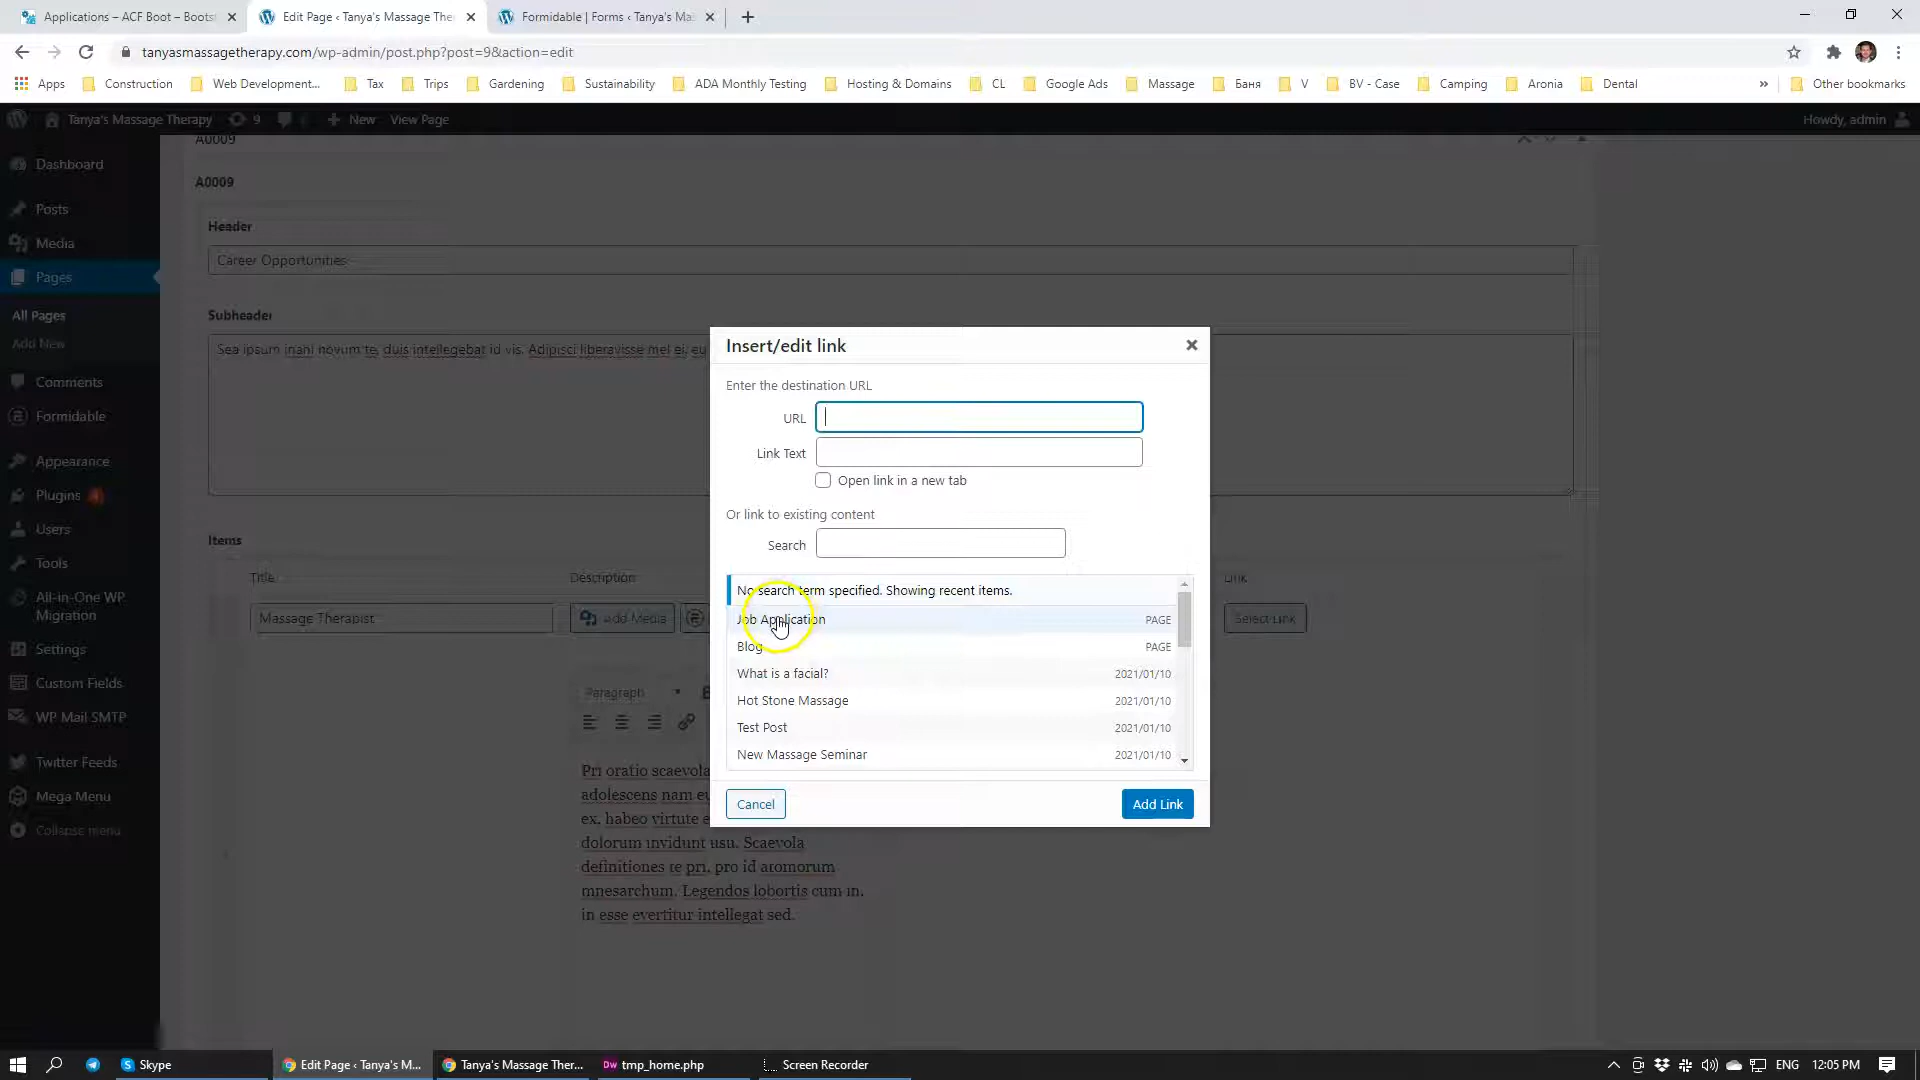 Applications – ACF Boot – Boots
Edit Page ‹ Tanya's Massage The
Formidable | Forms ‹ Tanya's Ma
tanyasmassagetherapy.com/wp-admin/post.php?post=9&action=edit
Apps
Construction
Web Development...
Tax
Trips
Gardening
Sustainability
ADA Monthly Testing
Hosting & Domains
CL
Google Ads
Massage
Баня
V
BV - Case
Camping
Aronia
Dental
»
Other bookmarks
Tanya's Massage Therapy
9
New
View Page
Howdy, admin
Dashboard
Posts
Media
Pages
All Pages
Add New
Comments
Formidable
Appearance
Plugins 4
Users
Tools
All-in-One WP
Migration
Settings
Custom Fields
WP Mail SMTP
Twitter Feeds
Mega Menu
Collapse menu
A0009
A0009
Header
Career Opportunities
Subheader
Sea ipsum inani novum te, duis intellegebat id vis. Adipisci liberavisse mei ei, eu
Items
Title
Description
Link
Massage Therapist
Add Media
Select Link
Paragraph
B
Pri oratio scaevola
adolescens nam eu
ex, habeo virtute e
dolorum invidunt usu. Scaevola
definitiones te pri, pro id atomorum
mnesarchum. Legendos lobortis cum in,
in esse evertitur intellegat sed.
Insert/edit link
Enter the destination URL
URL
Link Text
Open link in a new tab
Or link to existing content
Search
No search term specified. Showing recent items.
Job Application PAGE
Blog PAGE
What is a facial? 2021/01/10
Hot Stone Massage 2021/01/10
Test Post 2021/01/10
New Massage Seminar 2021/01/10
Cancel
Add Link
Skype
Edit Page ‹ Tanya's M...
Tanya's Massage Ther...
Dw tmp_home.php
Screen Recorder
ENG
12:05 PM